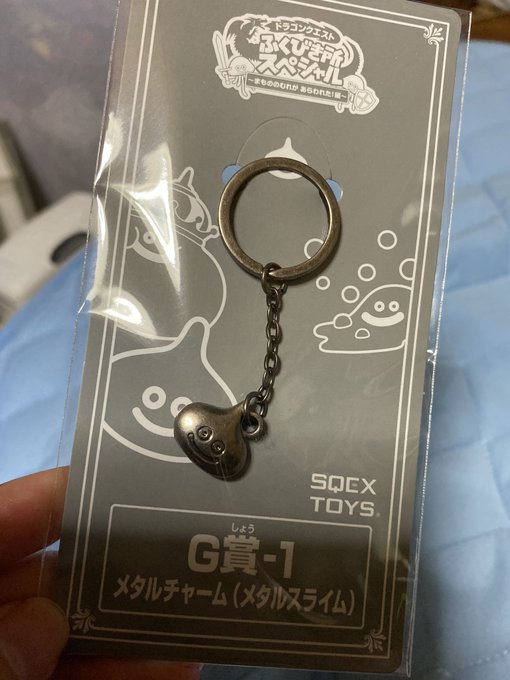 ドラゴンクエスト
ふくびき所
スペシャル
〜まもののむれが あらわれた!編〜
SQEX
TOYS®
しょう
G賞-1
メタルチャーム(メタルスライム)